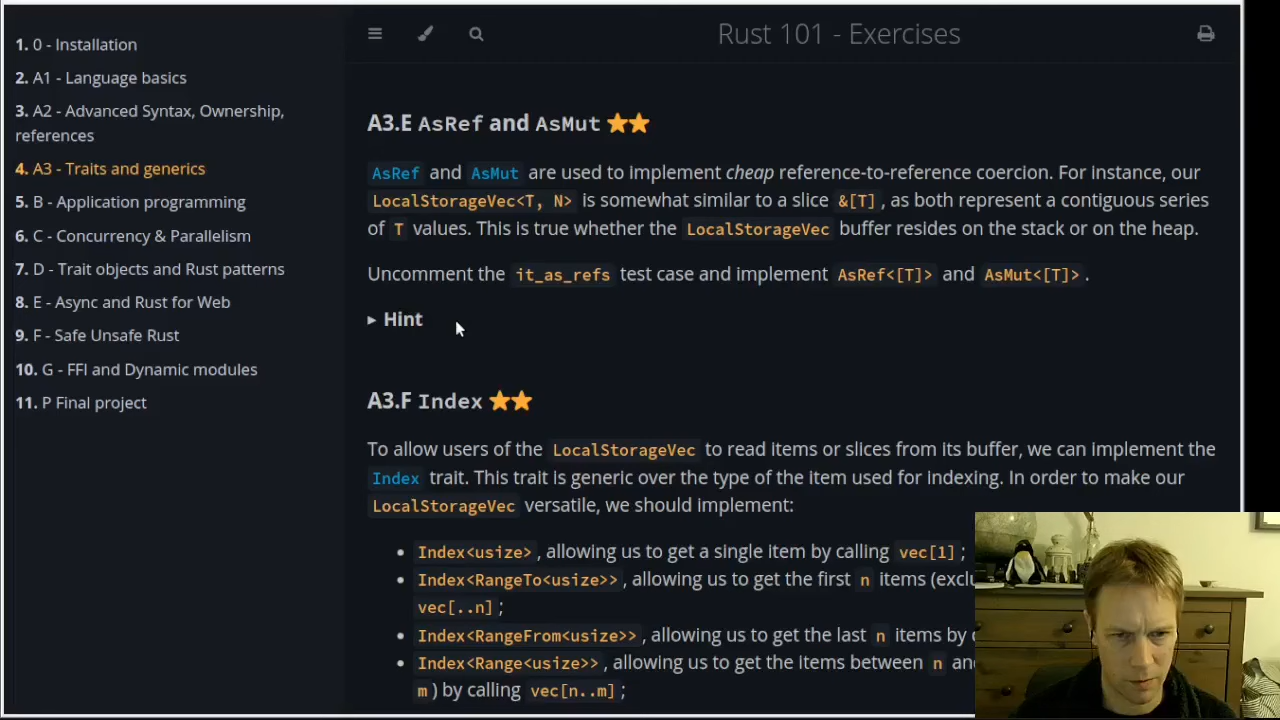 1. 0 - Installation
2. A1 - Language basics
3. A2 - Advanced Syntax, Ownership,
references
4. A3 - Traits and generics
5. B - Application programming
6. C - Concurrency & Parallelism
7. D - Trait objects and Rust patterns
8. E - Async and Rust for Web
9. F - Safe Unsafe Rust
10. G - FFI and Dynamic modules
11. P Final project
Rust 101 - Exercises
A3.E AsRef and AsMut ⭐⭐
AsRef and AsMut are used to implement cheap reference-to-reference coercion. For instance, our
LocalStorageVec<T, N> is somewhat similar to a slice &[T], as both represent a contiguous series
of T values. This is true whether the LocalStorageVec buffer resides on the stack or on the heap.
Uncomment the it_as_refs test case and implement AsRef<[T]> and AsMut<[T]>.
▸ Hint
A3.F Index ⭐⭐
To allow users of the LocalStorageVec to read items or slices from its buffer, we can implement the
Index trait. This trait is generic over the type of the item used for indexing. In order to make our
LocalStorageVec versatile, we should implement:
• Index<usize>, allowing us to get a single item by calling vec[1];
• Index<RangeTo<usize>>, allowing us to get the first n items (exclu
vec[..n];
• Index<RangeFrom<usize>>, allowing us to get the last n items by
• Index<Range<usize>>, allowing us to get the items between n and
m) by calling vec[n..m];